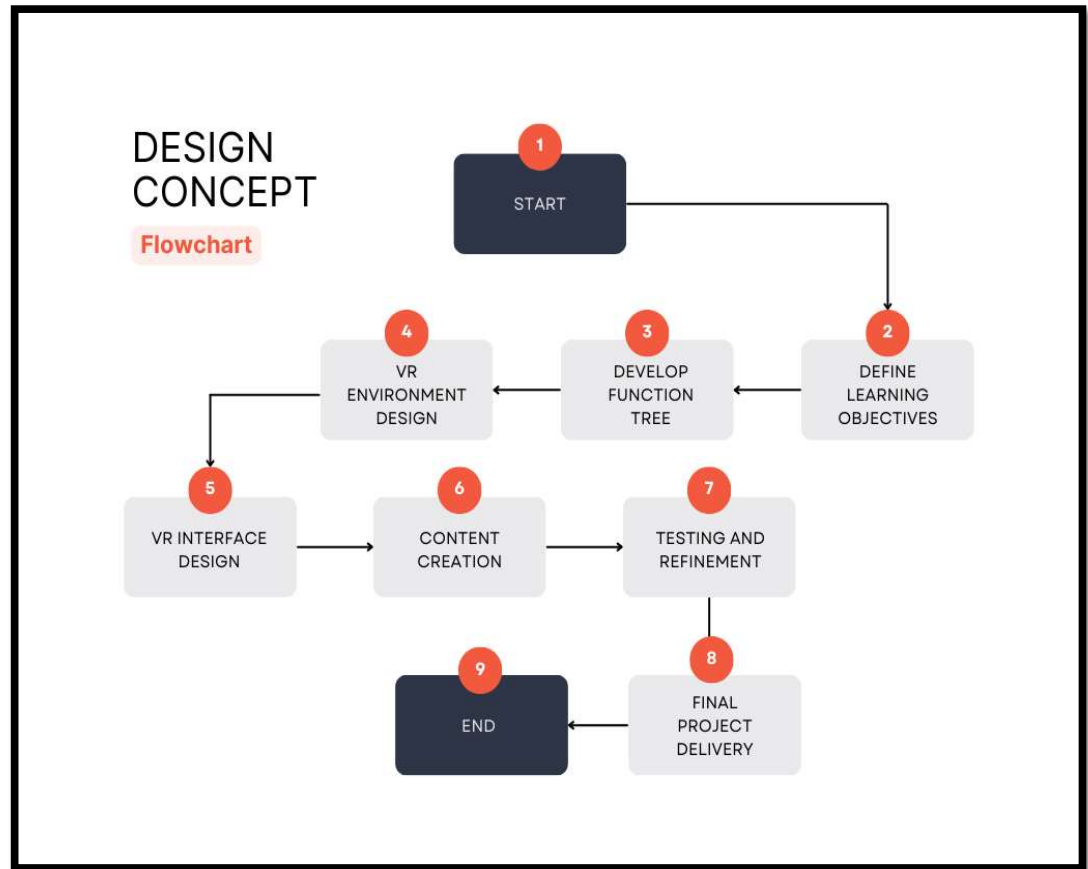 DESIGN
CONCEPT
Flowchart
1
START
2
DEFINE
LEARNING
OBJECTIVES
3
DEVELOP
FUNCTION
TREE
4
VR
ENVIRONMENT
DESIGN
5
VR INTERFACE
DESIGN
6
CONTENT
CREATION
7
TESTING AND
REFINEMENT
8
FINAL
PROJECT
DELIVERY
9
END